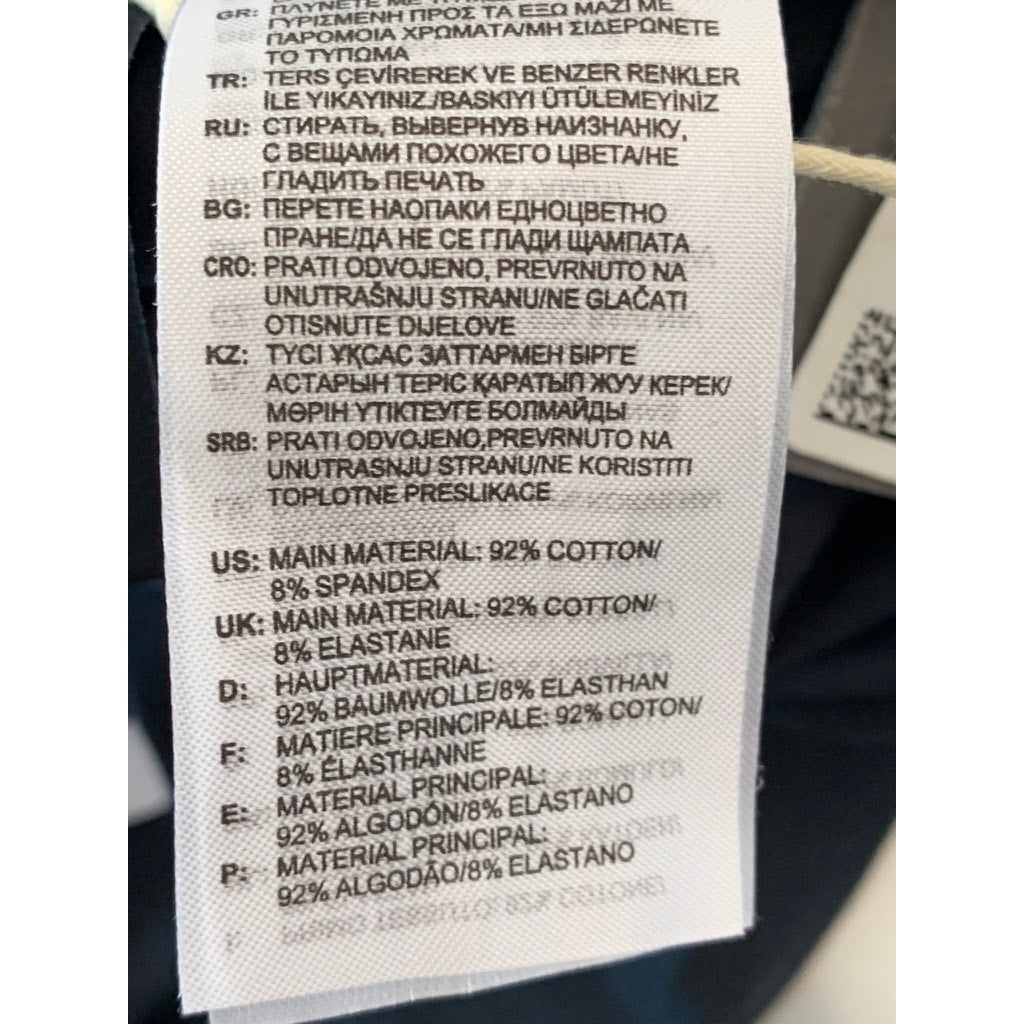 GR: ΠΛΥΝΕΤΕ ΜΕ
ΓΥΡΙΣΜΕΝΗ ΠΡΟΣ ΤΑ ΕΞΩ ΜΑΖΙ ΜΕ
ΠΑΡΟΜΟΙΑ ΧΡΩΜΑΤΑ/ΜΗ ΣΙΔΕΡΩΝΕΤΕ
ΤΟ ΤΥΠΩΜΑ
TR: TERS ÇEVİREREK VE BENZER RENKLER
İLE YIKAYINIZ./BASKIYI ÜTÜLEMEYİNİZ
RU: СТИРАТЬ, ВЫВЕРНУВ НАИЗНАНКУ,
С ВЕЩАМИ ПОХОЖЕГО ЦВЕТА/НЕ
ГЛАДИТЬ ПЕЧАТЬ
BG: ПЕРЕТЕ НАОПАКИ ЕДНОЦВЕТНО
ПРАНЕ/ДА НЕ СЕ ГЛАДИ ЩАМПАТА
CRO: PRATI ODVOJENO, PREVRNUTO NA
UNUTRAŠNJU STRANU/NE GLAČATI
OTISNUTE DIJELOVE
KZ: ТҮСІ ҰҚСАС ЗАТТАРМЕН БІРГЕ
АСТАРЫН ТЕРІС ҚАРАТЫП ЖУУ КЕРЕК/
МӨРІН ҮТІКТЕУГЕ БОЛМАЙДЫ
SRB: PRATI ODVOJENO,PREVRNUTO NA
UNUTRASNJU STRANU/NE KORISTITI
TOPLOTNE PRESLIKACE
US: MAIN MATERIAL: 92% COTTON/
8% SPANDEX
UK: MAIN MATERIAL: 92% COTTON/
8% ELASTANE
D: HAUPTMATERIAL:
92% BAUMWOLLE/8% ELASTHAN
F: MATIERE PRINCIPALE: 92% COTON/
8% ÉLASTHANNE
E: MATERIAL PRINCIPAL:
92% ALGODÓN/8% ELASTANO
P: MATERIAL PRINCIPAL:
92% ALGODÃO/8% ELASTANO